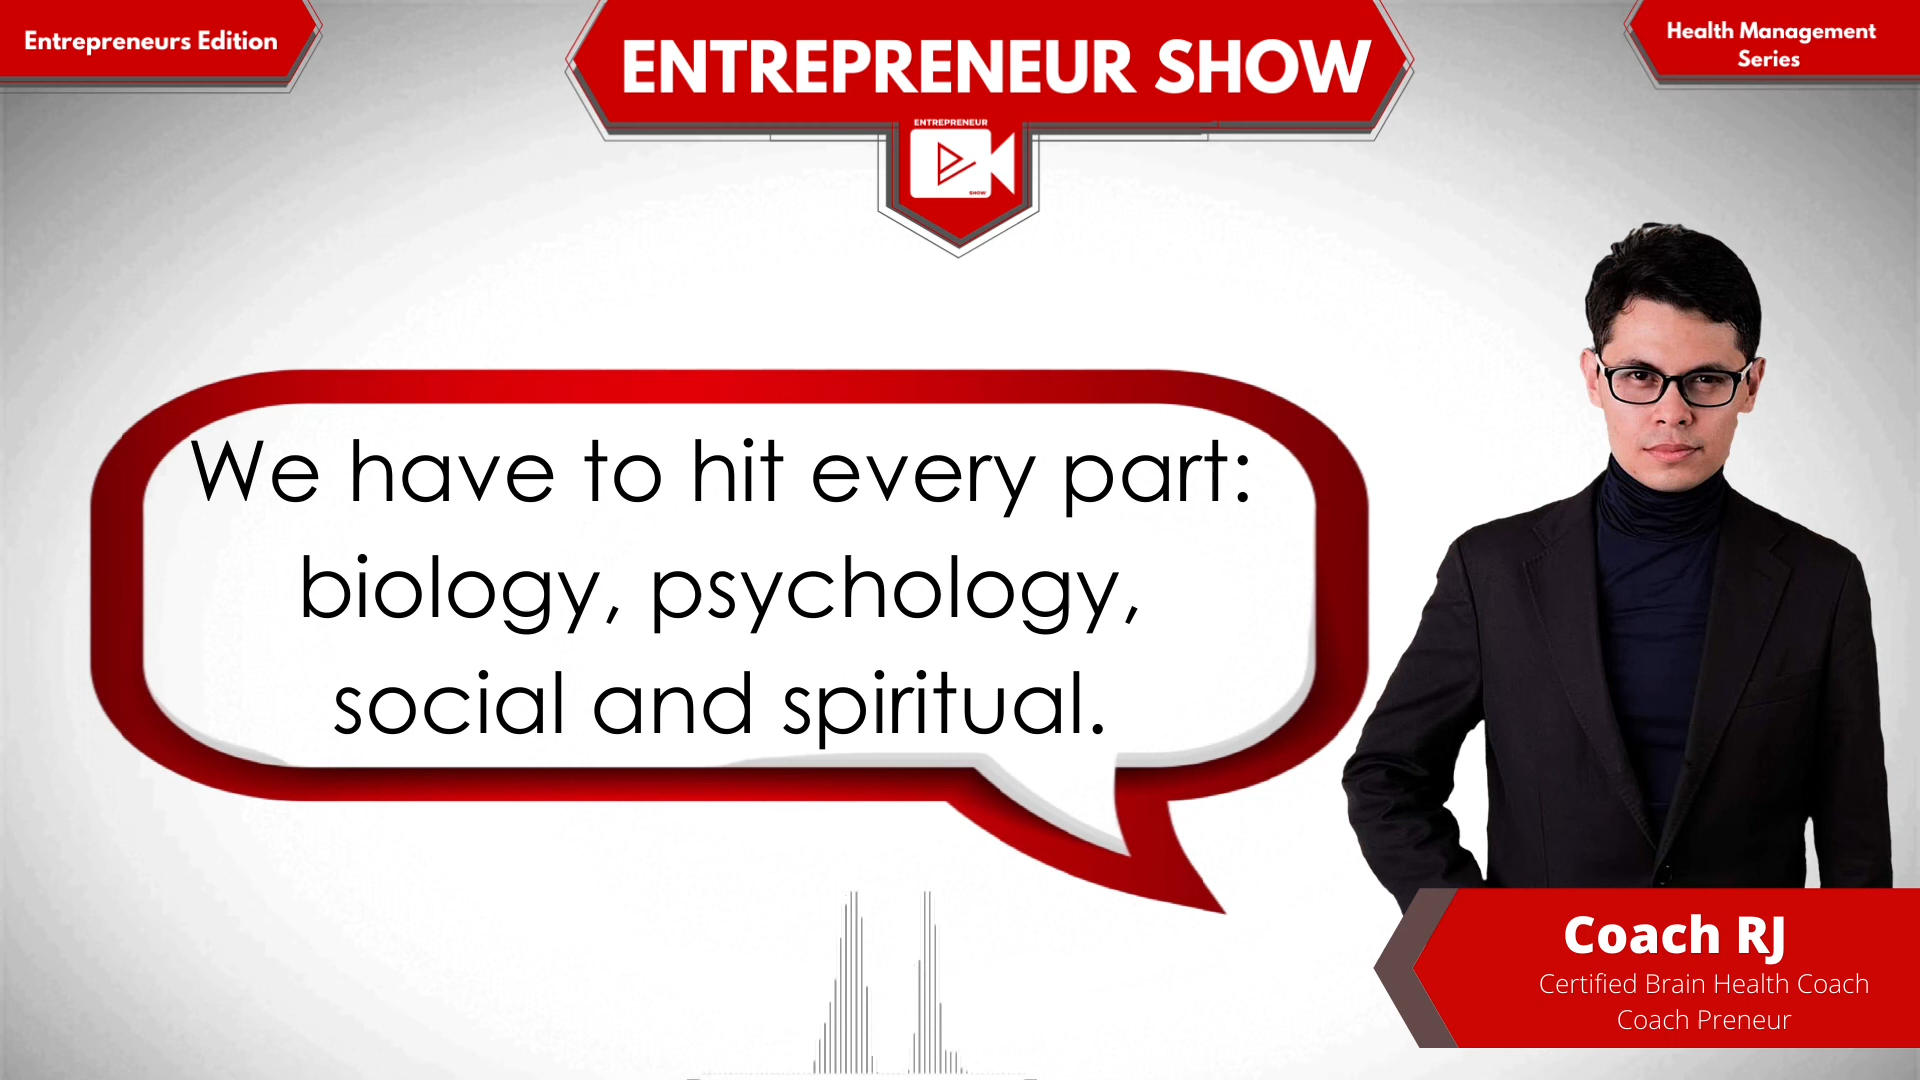 Entrepreneurs Edition
ENTREPRENEUR SHOW
Health Management
Series
ENTREPRENEUR
SHOW
We have to hit every part:
biology, psychology,
social and spiritual.
Coach RJ
Certified Brain Health Coach
Coach Preneur